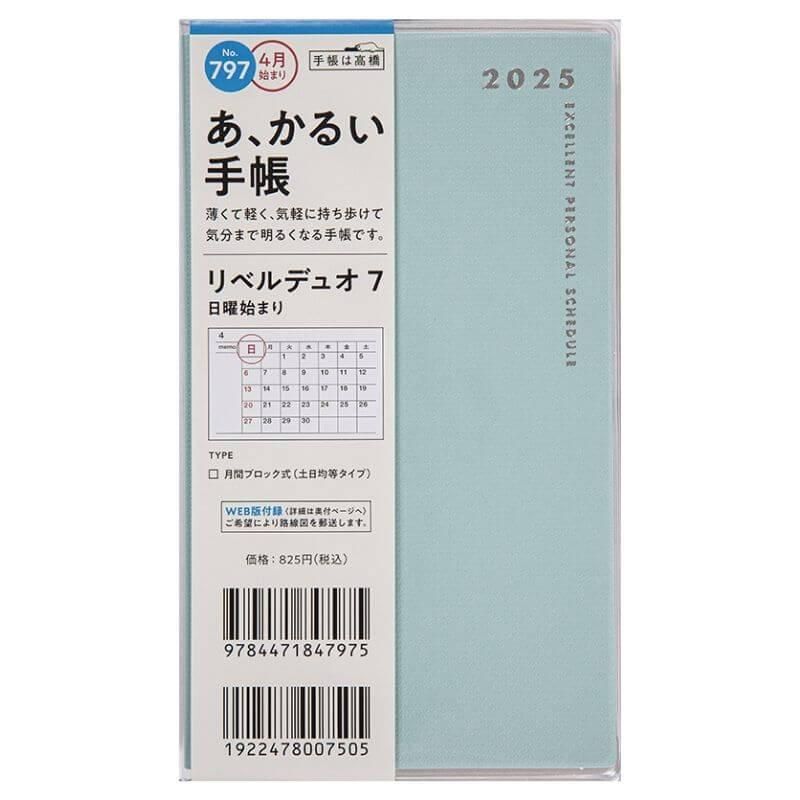 No.
797
4月
始まり
手帳は高橋
あ、かるい
手帳
薄くて軽く、気軽に持ち歩けて
気分まで明るくなる手帳です。
リベルデュオ 7
日曜始まり
4
memo 日 月 火 水 木 金 土
1 2 3 4 5
6 7 8 9 10 11 12
13 14 15 16 17 18 19
20 21 22 23 24 25 26
27 28 29 30
TYPE
□ 月間ブロック式(土日均等タイプ)
WEB版付録〈詳細は奥付ページへ〉
ご希望により路線図を郵送します。
価格:825円(税込)
9784471847975
1922478007505
2025
EXCELLENT PERSONAL SCHEDULE